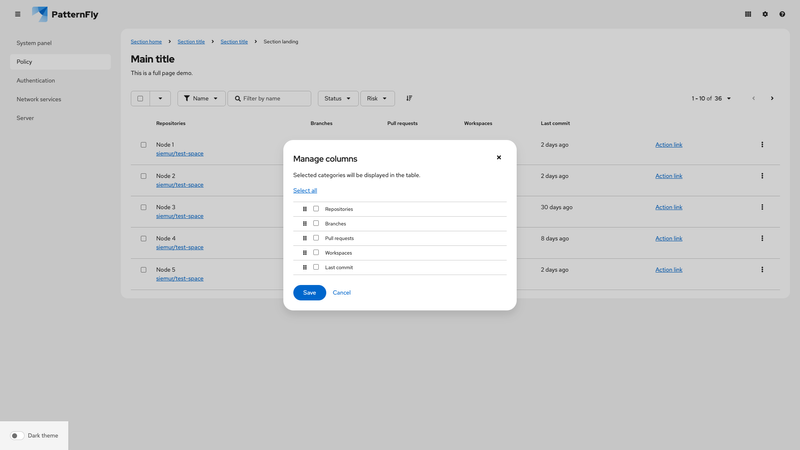 PatternFly
System panel
Policy
Authentication
Network services
Server
Section home
Section title
Section title
Section landing
Main title
This is a full page demo.
Name
Filter by name
Status
Risk
1 - 10 of 36
Repositories
Branches
Pull requests
Workspaces
Last commit
Node 1
siemur/test-space
2 days ago
Action link
Node 2
siemur/test-space
2 days ago
Action link
Node 3
siemur/test-space
30 days ago
Action link
Node 4
siemur/test-space
8 days ago
Action link
Node 5
siemur/test-space
2 days ago
Action link
Manage columns
Selected categories will be displayed in the table.
Select all
Repositories
Branches
Pull requests
Workspaces
Last commit
Save
Cancel
Dark theme